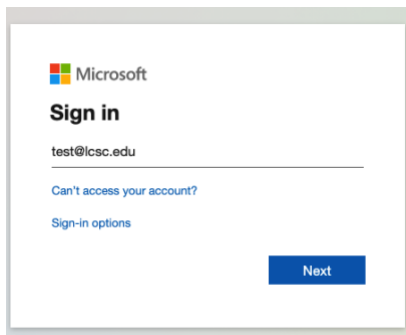 Microsoft
Sign in
test@lcsc.edu
Can't access your account?
Sign-in options
Next